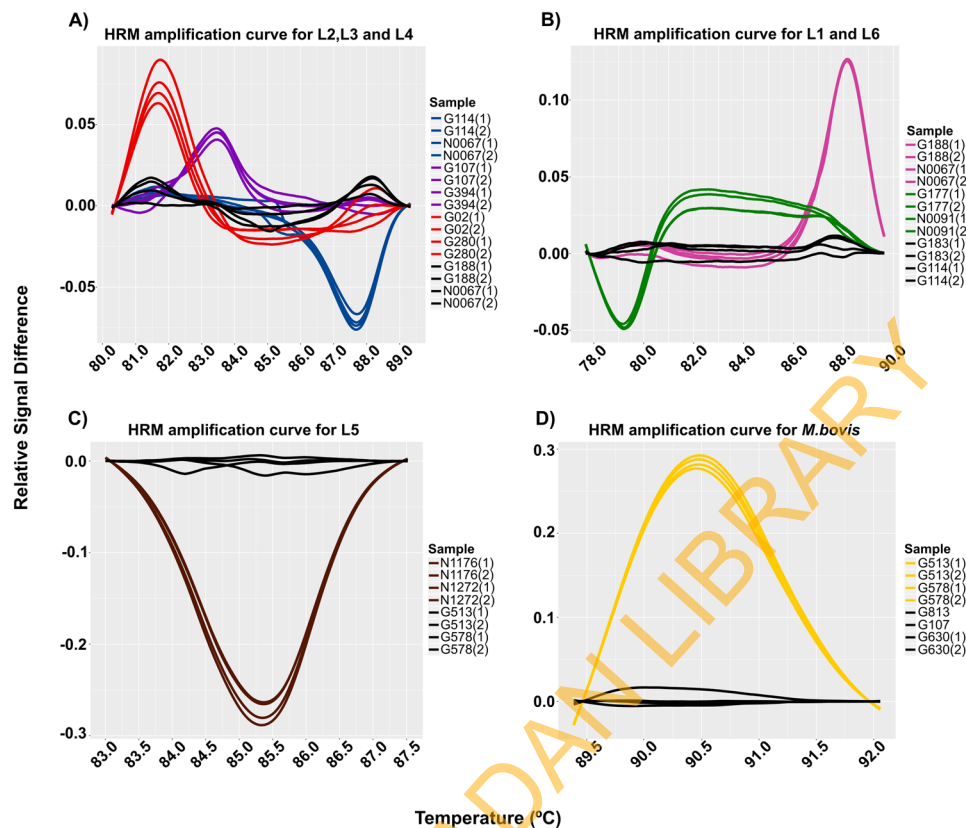 A)
HRM amplification curve for L2,L3 and L4
0.05
0.00
-0.05
80.0 81.0 82.0 83.0 84.0 85.0 86.0 87.0 88.0 89.0
Sample
G114(1)
G114(2)
N0067(1)
N0067(2)
G107(1)
G107(2)
G394(1)
G394(2)
G02(1)
G02(2)
G280(1)
G280(2)
G188(1)
G188(2)
N0067(1)
N0067(2)
B)
HRM amplification curve for L1 and L6
0.10
0.05
0.00
-0.05
78.0 80.0 82.0 84.0 86.0 88.0 90.0
Sample
G188(1)
G188(2)
N0067(1)
N0067(2)
G177(1)
G177(2)
N0091(1)
N0091(2)
G183(1)
G183(2)
G114(1)
G114(2)
Relative Signal Difference
C)
HRM amplification curve for L5
0.0
-0.1
-0.2
-0.3
83.0 83.5 84.0 84.5 85.0 85.5 86.0 86.5 87.0 87.5
Sample
N1176(1)
N1176(2)
N1272(1)
N1272(2)
G513(1)
G513(2)
G578(1)
G578(2)
D)
HRM amplification curve for M.bovis
0.3
0.2
0.1
0.0
89.5 90.0 90.5 91.0 91.5 92.0
Sample
G513(1)
G513(2)
G578(1)
G578(2)
G813
G107
G630(1)
G630(2)
Temperature (ºC)
DAN LIBRARY